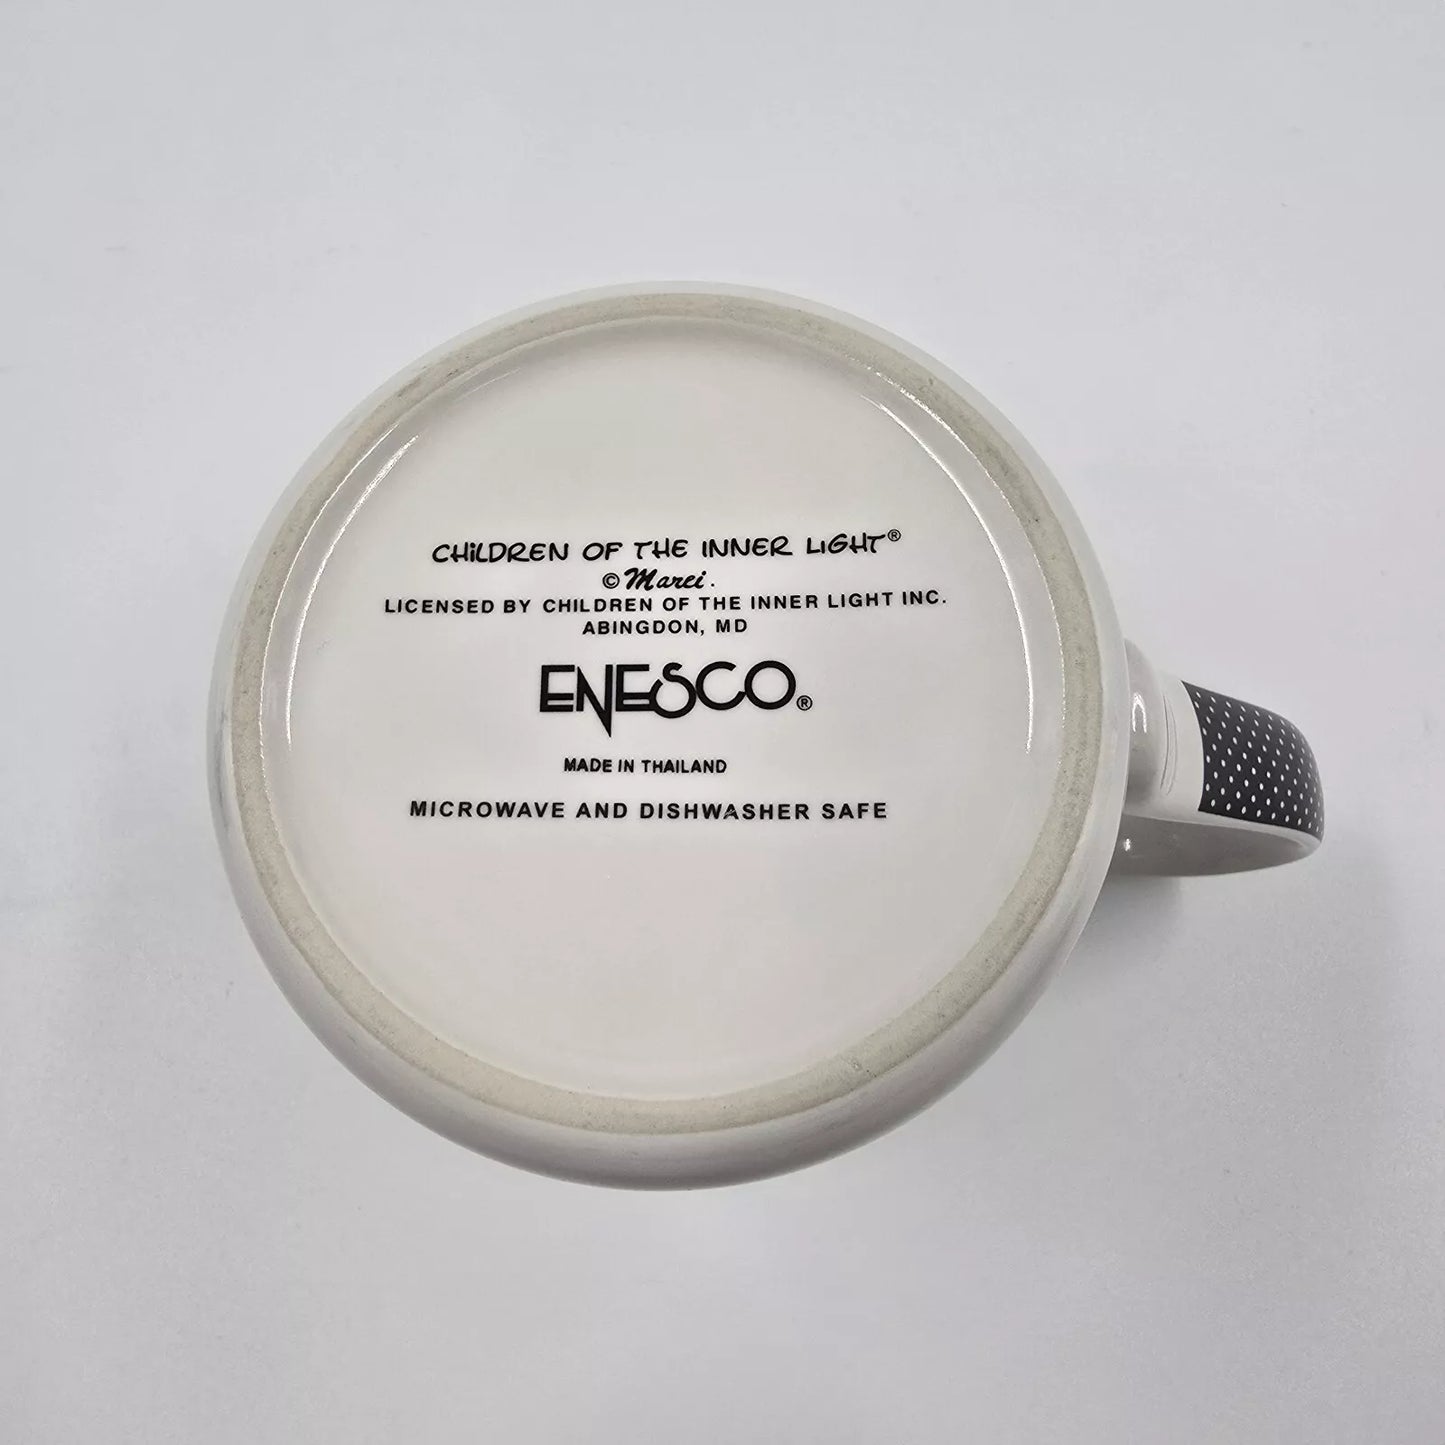 CHiLDREN OF THE INNER LiGHT®
© Marci.
LICENSED BY CHILDREN OF THE INNER LIGHT INC.
ABINGDON, MD
ENESCO®
MADE IN THAILAND
MICROWAVE AND DISHWASHER SAFE